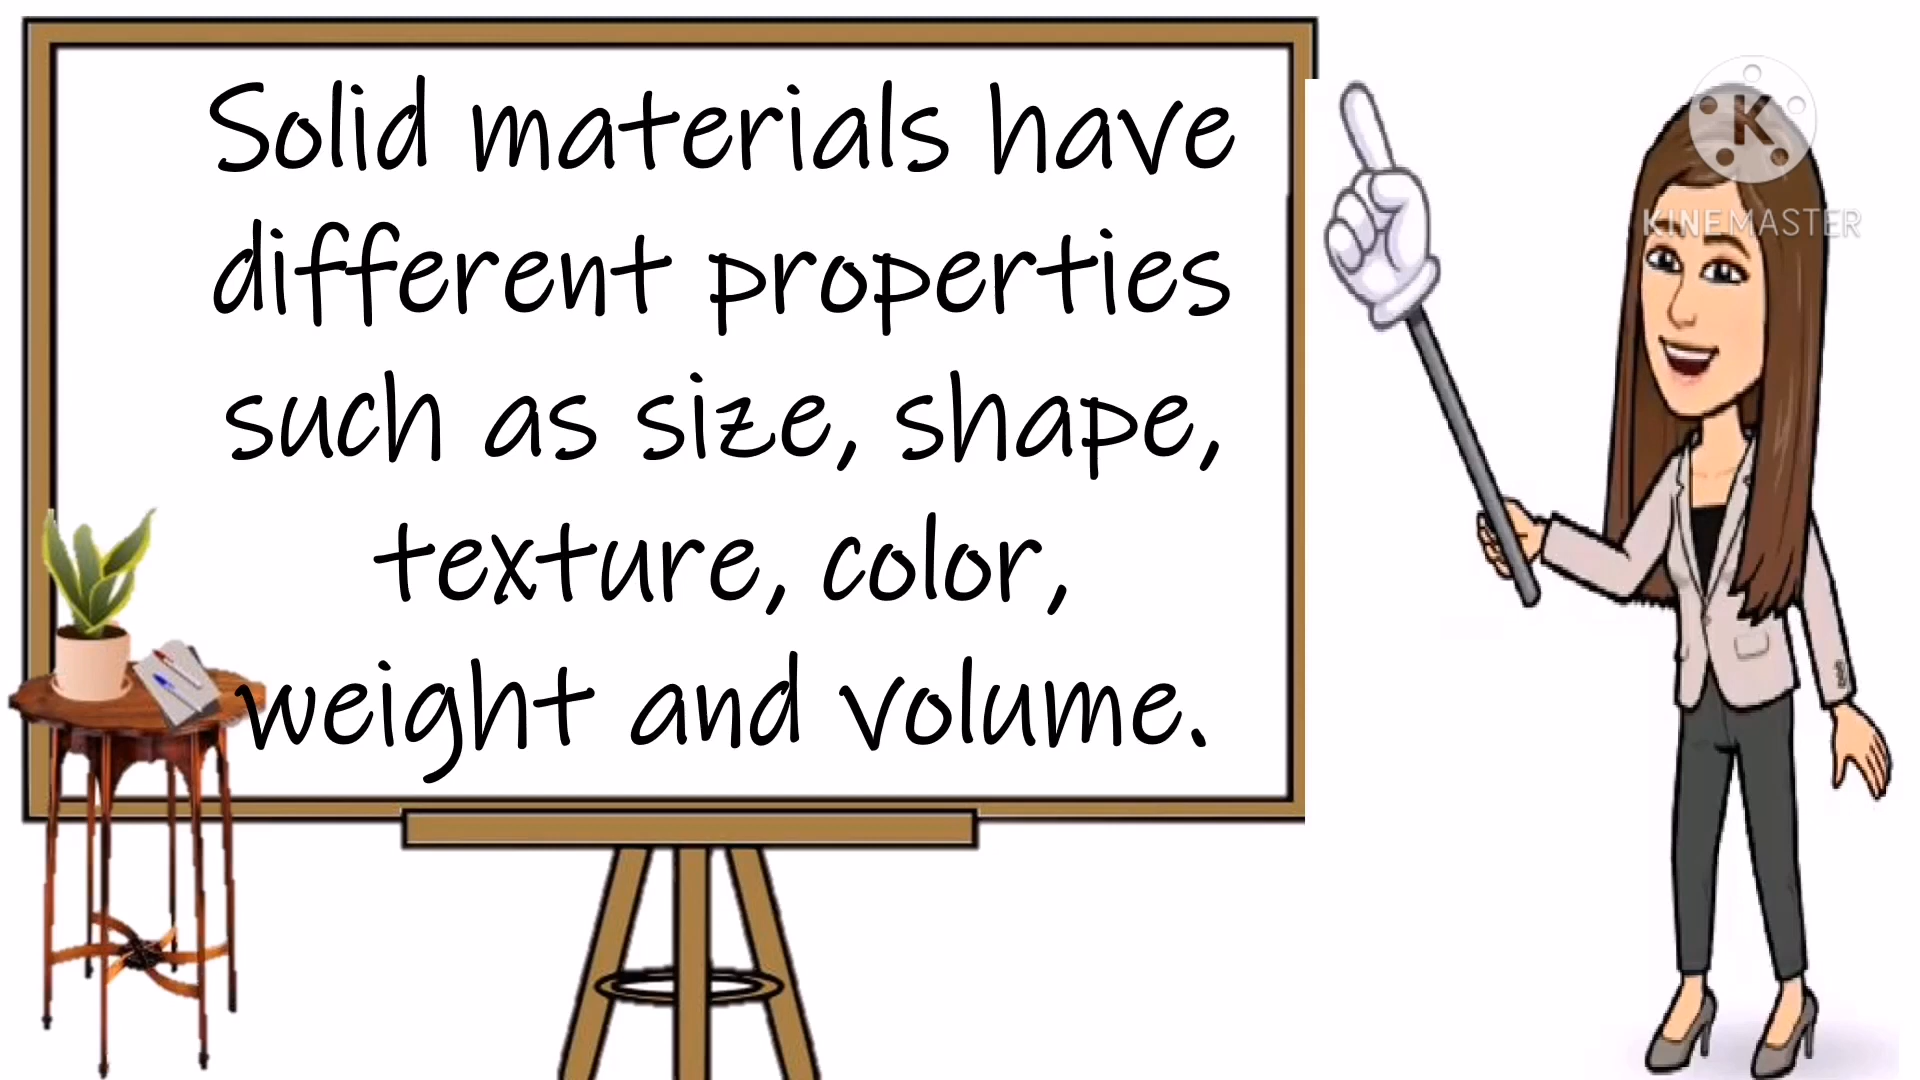 Solid materials have
different properties
such as size, shape,
texture, color,
weight and volume.
K
KINEMASTER